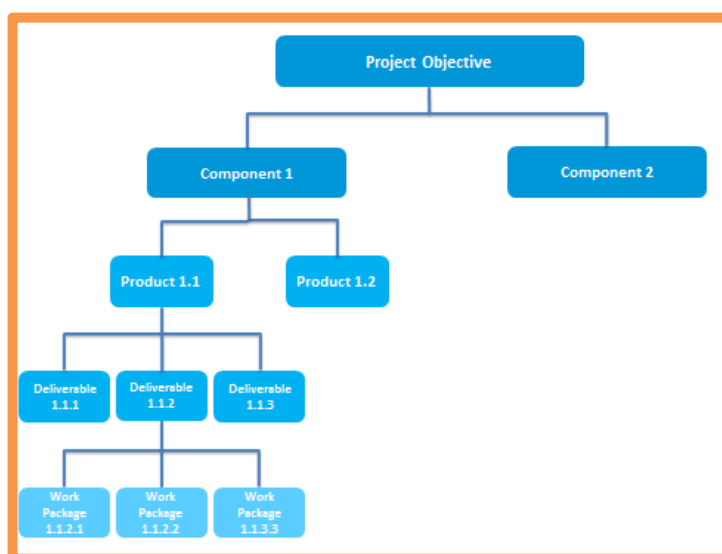 Project Objective
Component 1
Component 2
Product 1.1
Product 1.2
Deliverable
1.1.1
Deliverable
1.1.2
Deliverable
1.1.3
Work
Package
1.1.2.1
Work
Package
1.1.2.2
Work
Package
1.1.3.3